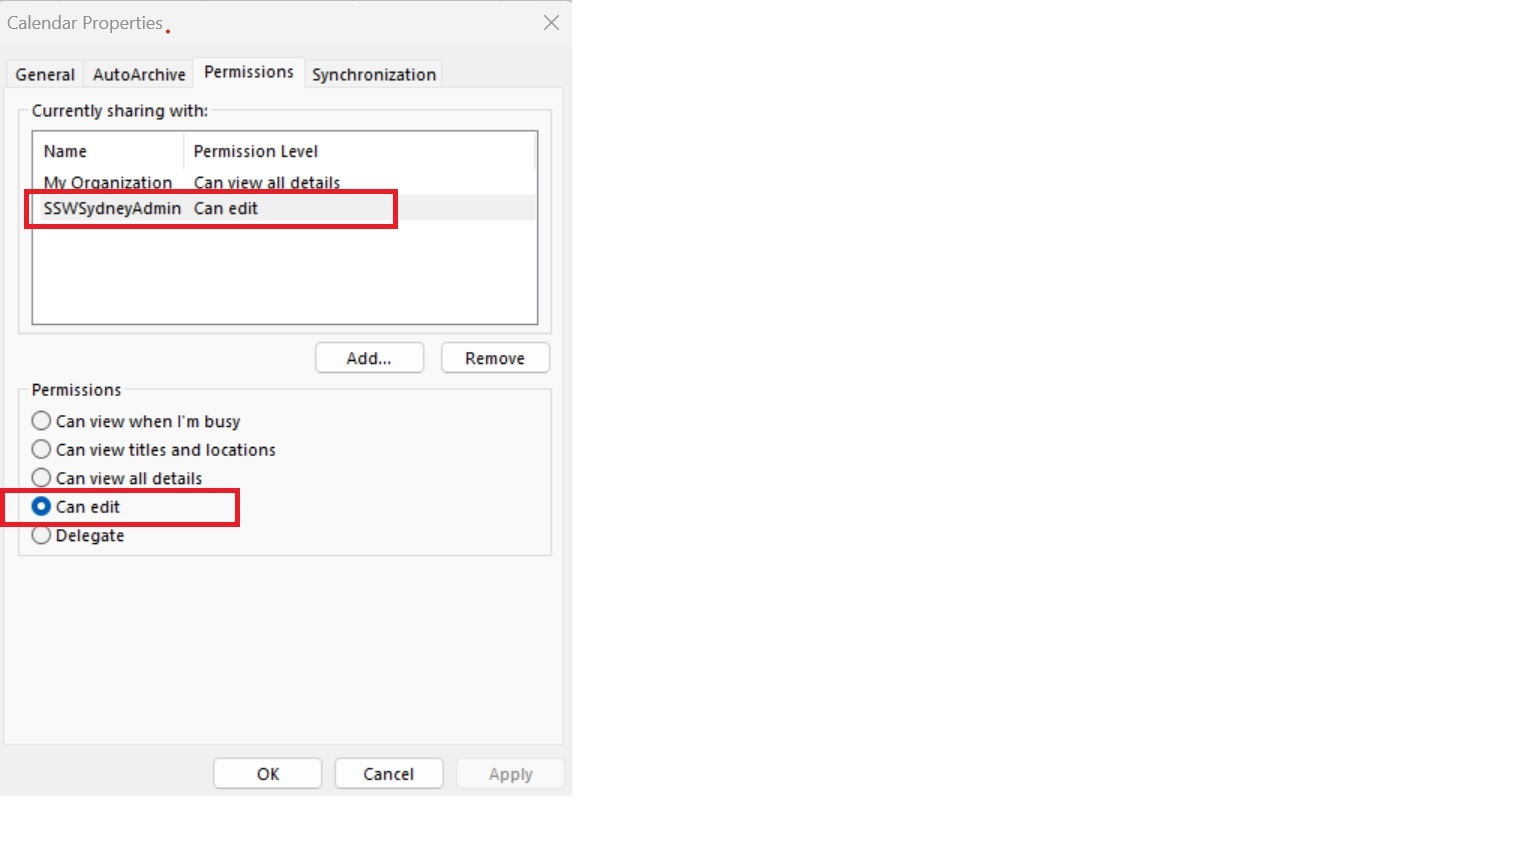 Calendar Properties
General AutoArchive Permissions Synchronization
Currently sharing with:
Name Permission Level
My Organization Can view all details
SSWSydneyAdmin Can edit
Add... Remove
Permissions
Can view when I'm busy
Can view titles and locations
Can view all details
Can edit
Delegate
OK Cancel Apply